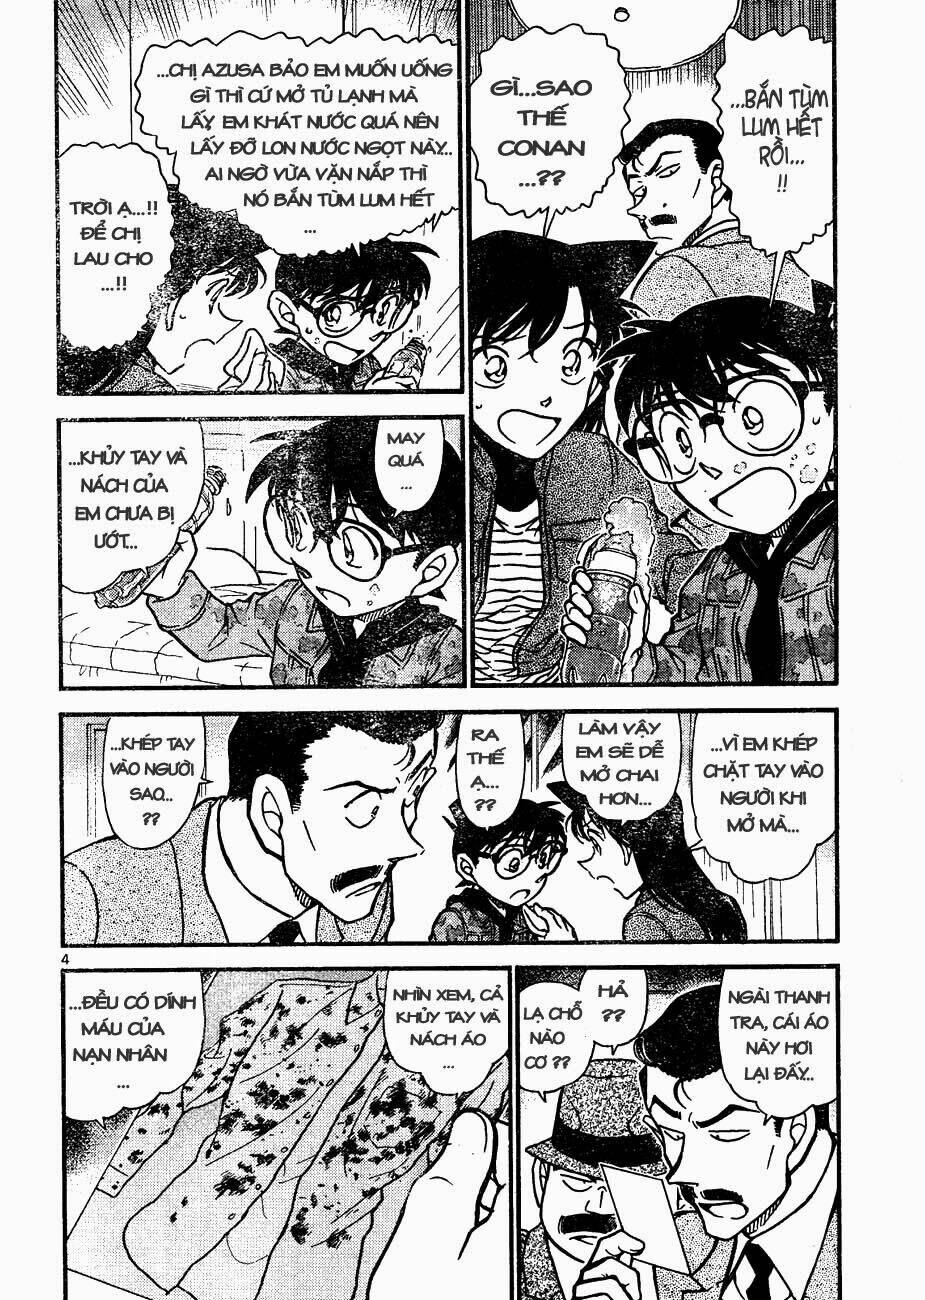 ...BẮN TÙM
LUM HẾT
RỒI...
!!
GÌ...SAO
THẾ
CONAN
...??
...CHỊ AZUSA BẢO EM MUỐN UỐNG
GÌ THÌ CỨ MỞ TỦ LẠNH MÀ
LẤY, EM KHÁT NƯỚC QUÁ NÊN
LẤY ĐỠ LON NƯỚC NGỌT NÀY...
AI NGỜ VỪA VẶN NẮP THÌ
NÓ BẮN TÙM LUM HẾT
...
TRỜI Ạ...!!
ĐỂ CHỊ
LAU CHO
...!!
MAY
QUÁ
...
...KHỦY TAY VÀ
NÁCH CỦA
EM CHƯA BỊ
ƯỚT...
...VÌ EM KHÉP
CHẶT TAY VÀO
NGƯỜI KHI
MỞ MÀ...
LÀM VẬY
EM SẼ DỄ
MỞ CHAI
HƠN...
RA
THẾ
Ạ...
??
...KHÉP TAY
VÀO NGƯỜI
SAO...
??
4
NGÀI THANH
TRA, CÁI ÁO
NÀY HƠI
LẠ ĐẤY...
HẢ
??
LẠ CHỖ
NÀO
CƠ ??
NHÌN XEM, CẢ
KHỦY TAY VÀ
NÁCH ÁO
...ĐỀU CÓ DÍNH
MÁU CỦA
NẠN NHÂN
...